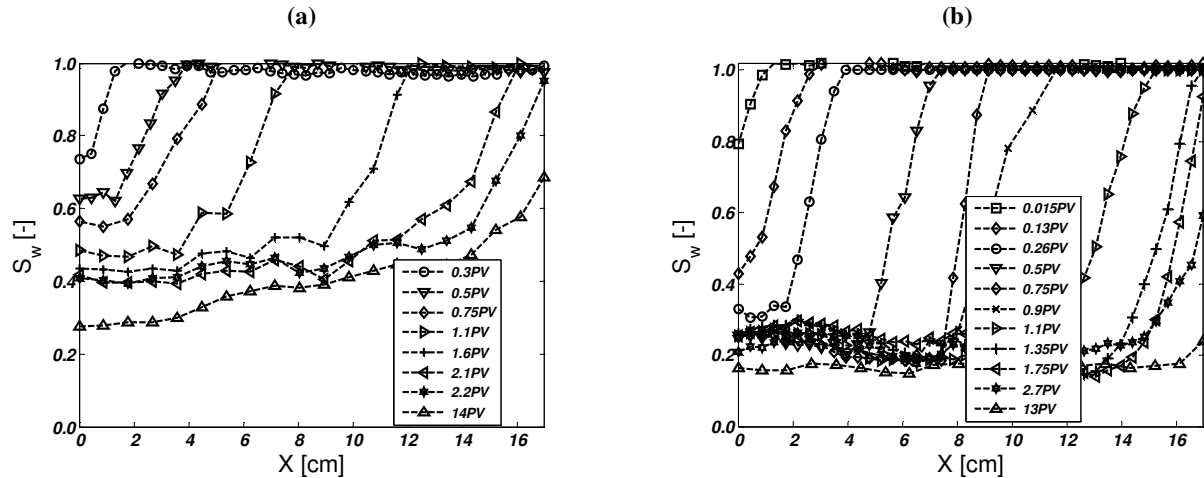 (a)
1.0
0.8
0.6
0.4
0.2
0.0
S_w [-]
0 2 4 6 8 10 12 14 16
X [cm]
0.3PV
0.5PV
0.75PV
1.1PV
1.6PV
2.1PV
2.2PV
14PV
(b)
1.0
0.8
0.6
0.4
0.2
0.0
S_w [-]
0 2 4 6 8 10 12 14 16
X [cm]
0.015PV
0.13PV
0.26PV
0.5PV
0.75PV
0.9PV
1.1PV
1.35PV
1.75PV
2.7PV
13PV